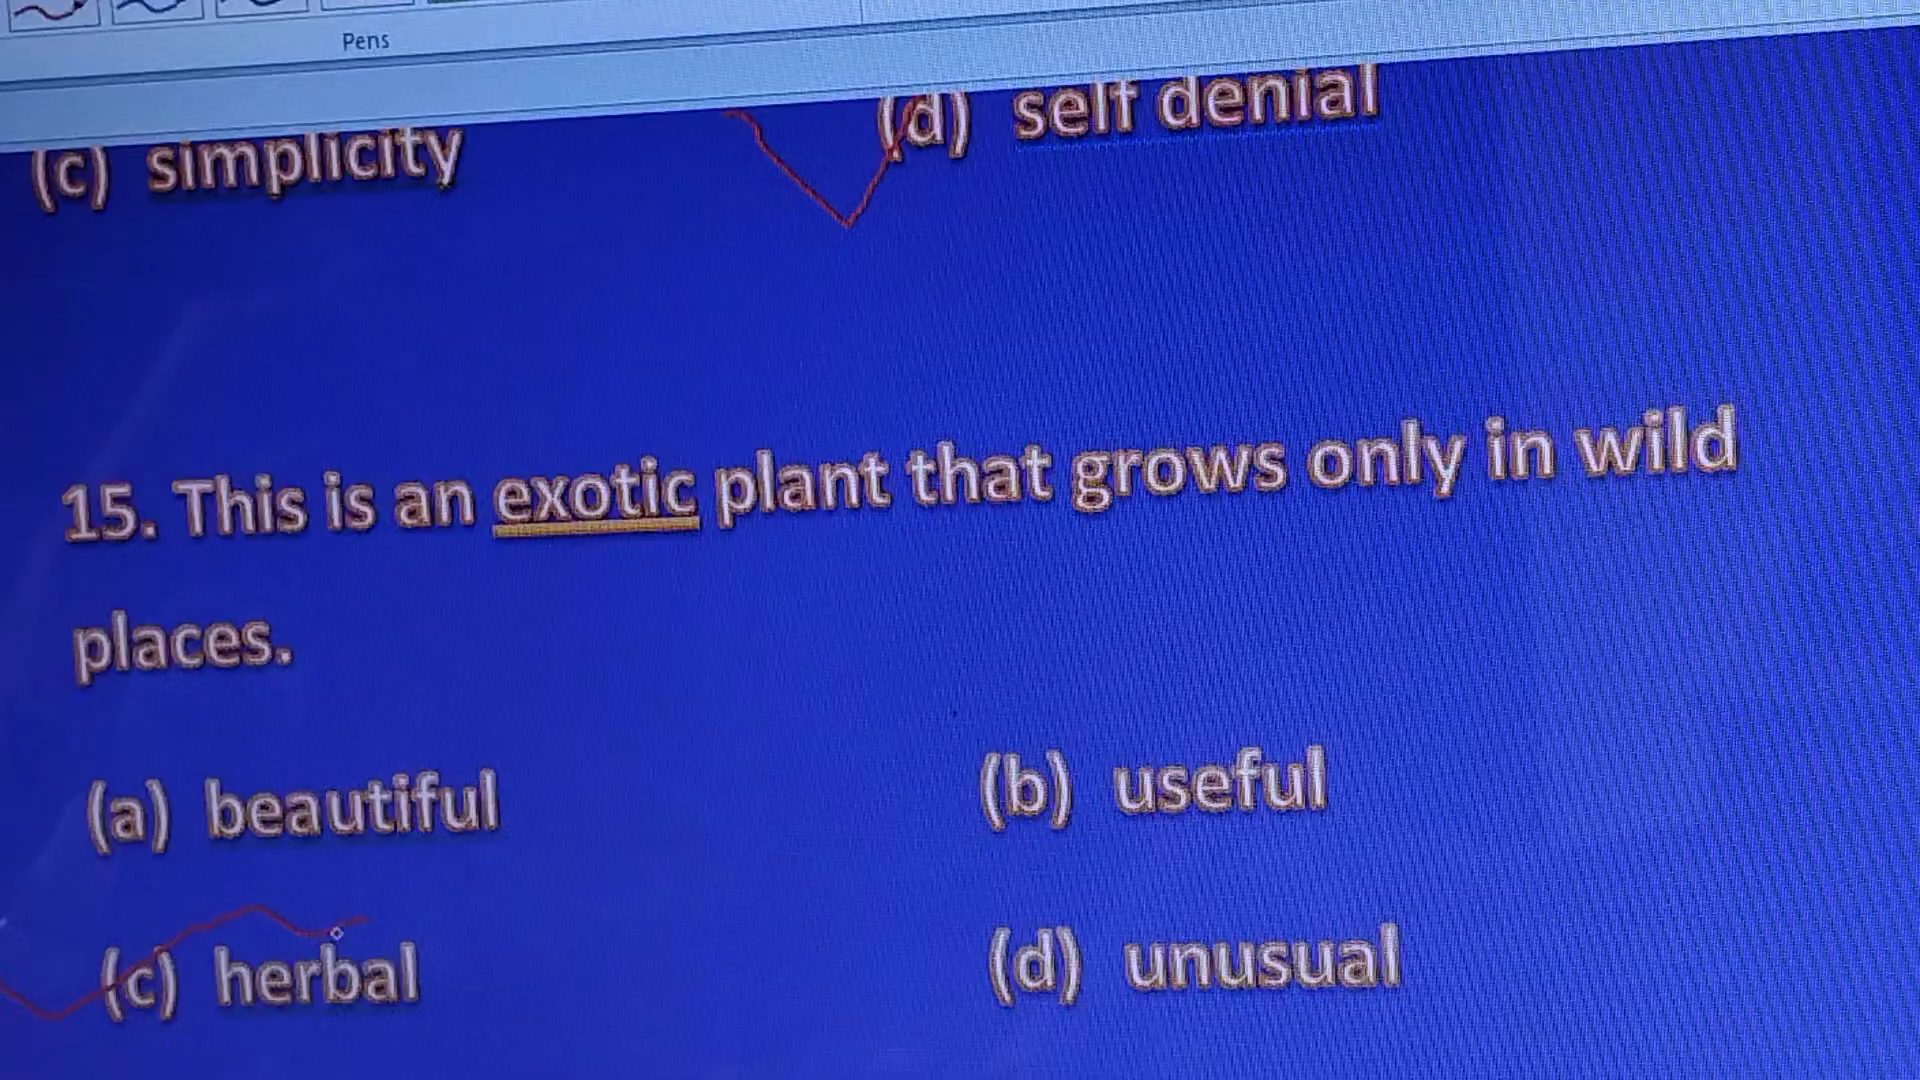 Pens
(c) simplicity (d) self denial
15. This is an exotic plant that grows only in wild
places.
(a) beautiful (b) useful
(c) herbal (d) unusual